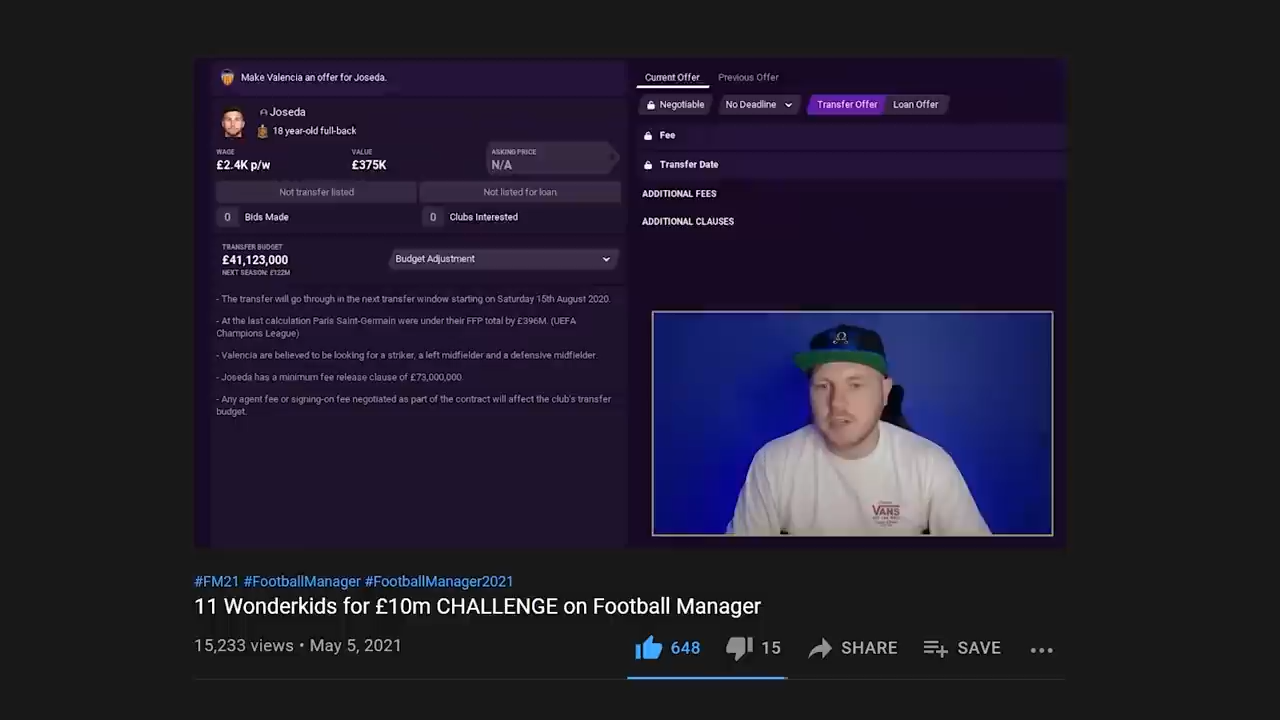 Make Valencia an offer for Joseda.
Joseda
18 year-old full-back
WAGE
£2.4K p/w
VALUE
£375K
ASKING PRICE
N/A
Not transfer listed
Not listed for loan
0 Bids Made
0 Clubs Interested
TRANSFER BUDGET
£41,123,000
NEXT SEASON: £122M
Budget Adjustment
- The transfer will go through in the next transfer window starting on Saturday 15th August 2020.
- At the last calculation Paris Saint-Germain were under their FFP total by £396M. (UEFA
Champions League)
- Valencia are believed to be looking for a striker, a left midfielder and a defensive midfielder.
- Joseda has a minimum fee release clause of £73,000,000.
- Any agent fee or signing-on fee negotiated as part of the contract will affect the club's transfer
budget.
Current Offer
Previous Offer
Negotiable
No Deadline
Transfer Offer
Loan Offer
Fee
Transfer Date
ADDITIONAL FEES
ADDITIONAL CLAUSES
VANS
#FM21 #FootballManager #FootballManager2021
11 Wonderkids for £10m CHALLENGE on Football Manager
15,233 views • May 5, 2021
648
15
SHARE
SAVE